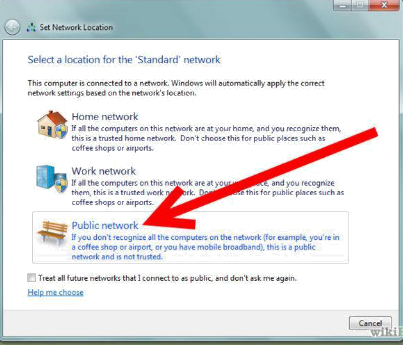 Set Network Location
Select a location for the 'Standard' network
This computer is connected to a network. Windows will automatically apply the correct
network settings based on the network's location.
Home network
If all the computers on this network are at your home, and you recognize them,
this is a trusted home network. Don't choose this for public places such as
coffee shops or airports.
Work network
If all the computers on this network are at your, and you recognize
them, this is a trusted work network. use this for public places such as
coffee shops or airports.
Public network
If you don't recognize all the computers on the network (for example, you're in
a coffee shop or airport, or you have mobile broadband), this is a public
network and is not trusted.
Treat all future networks that I connect to as public, and don't ask me again.
Help me choose
Cancel